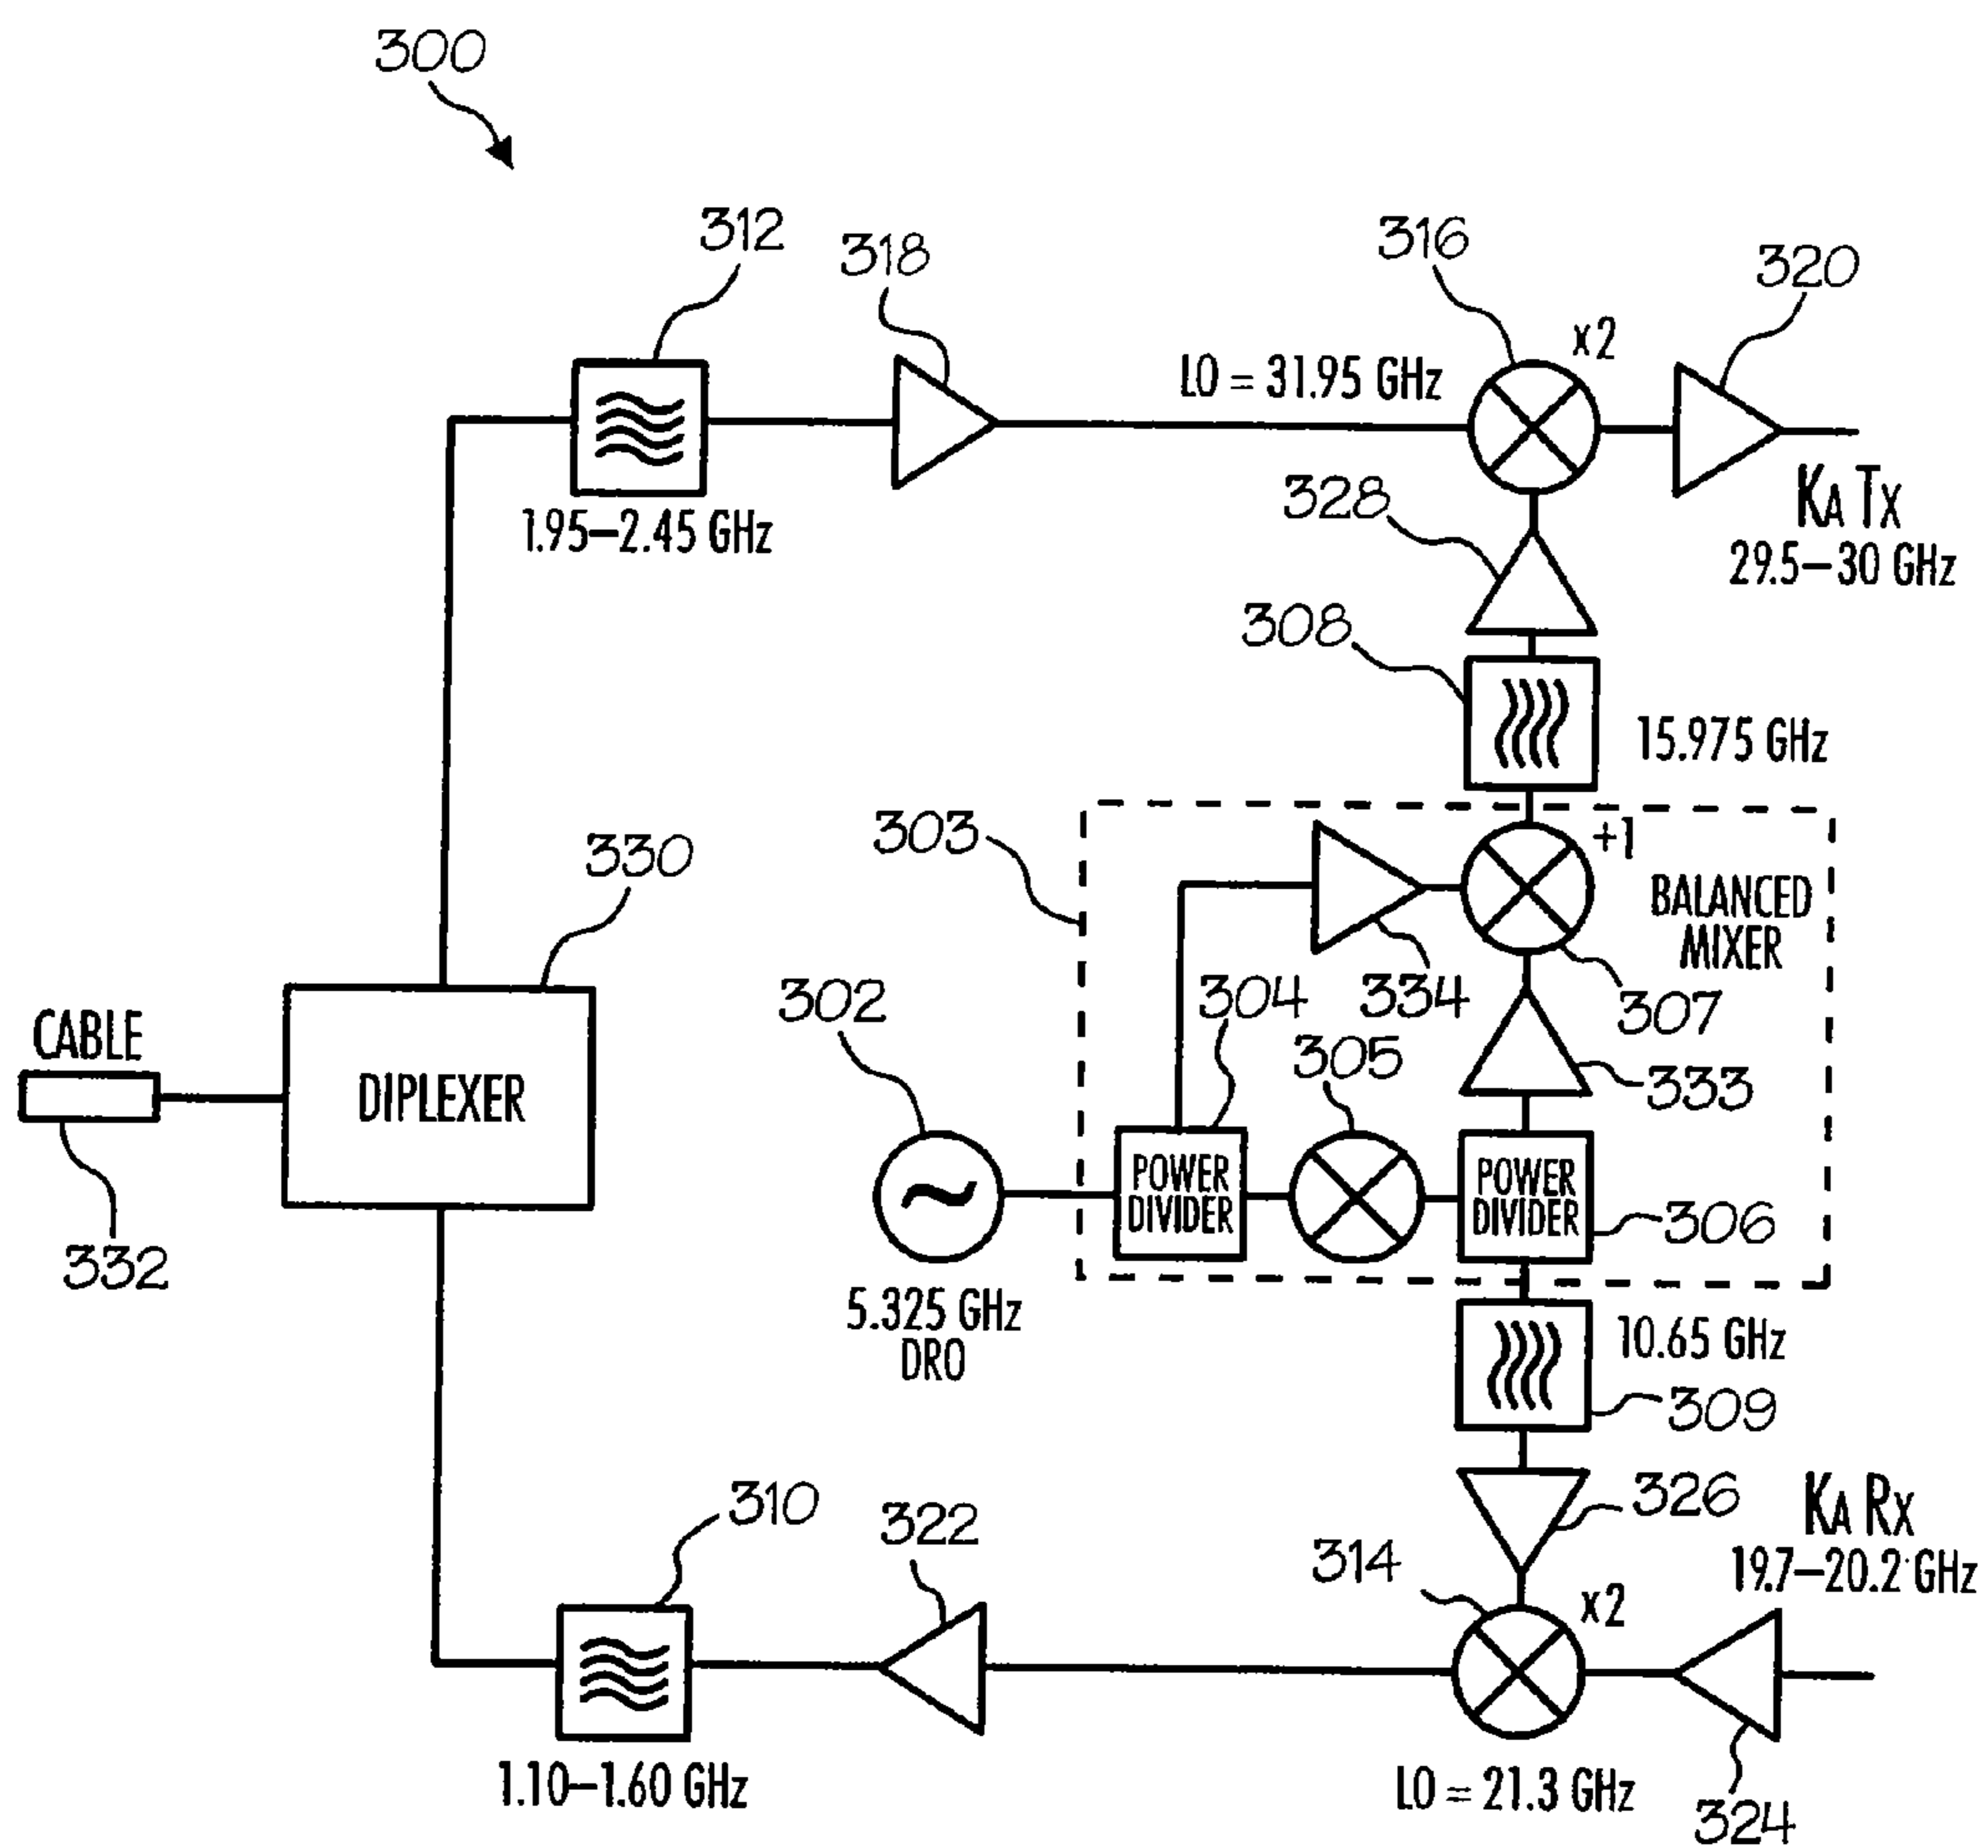 300
312
318
316
320
x2
LO = 31.95 GHz
1.95–2.45 GHz
328
KA TX
29.5–30 GHz
308
15.975 GHz
303
+1
BALANCED
MIXER
330
334
307
302
304
305
333
CABLE
DIPLEXER
POWER
DIVIDER
POWER
DIVIDER
306
332
5.325 GHz
DRO
10.65 GHz
309
310
322
326
KA RX
19.7–20.2 GHz
314
x2
1.10–1.60 GHz
LO = 21.3 GHz
324